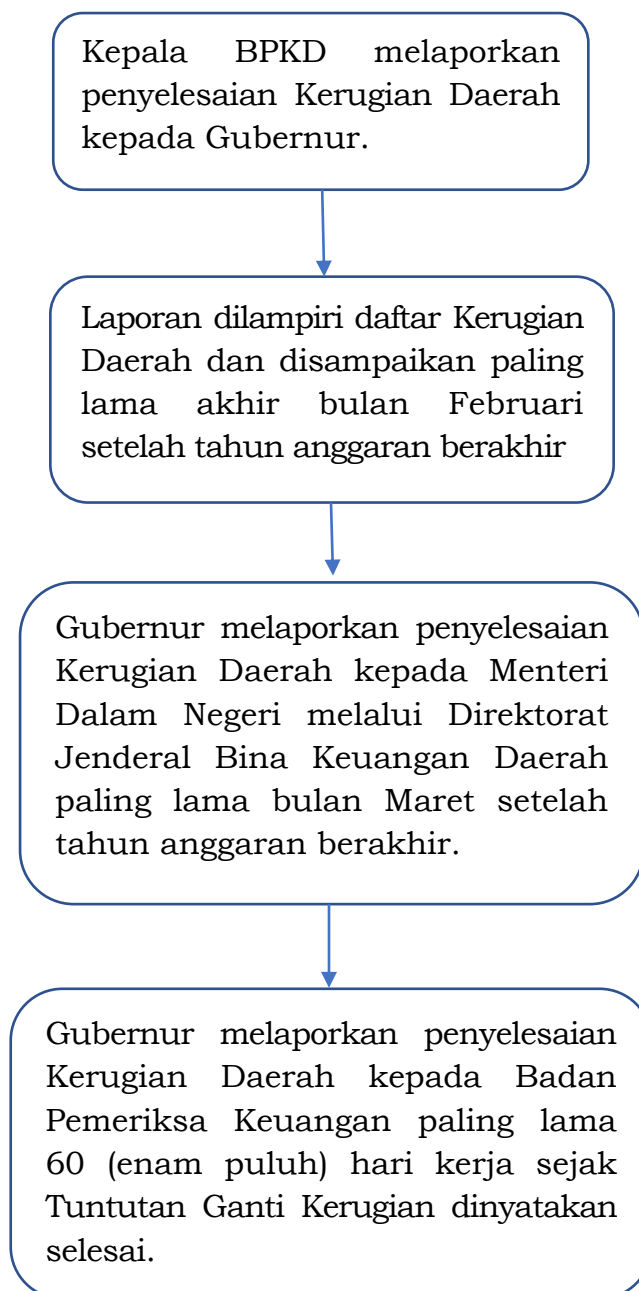 Kepala BPKD melaporkan
penyelesaian Kerugian Daerah
kepada Gubernur.
Laporan dilampiri daftar Kerugian
Daerah dan disampaikan paling
lama akhir bulan Februari
setelah tahun anggaran berakhir
Gubernur melaporkan penyelesaian
Kerugian Daerah kepada Menteri
Dalam Negeri melalui Direktorat
Jenderal Bina Keuangan Daerah
paling lama bulan Maret setelah
tahun anggaran berakhir.
Gubernur melaporkan penyelesaian
Kerugian Daerah kepada Badan
Pemeriksa Keuangan paling lama
60 (enam puluh) hari kerja sejak
Tuntutan Ganti Kerugian dinyatakan
selesai.